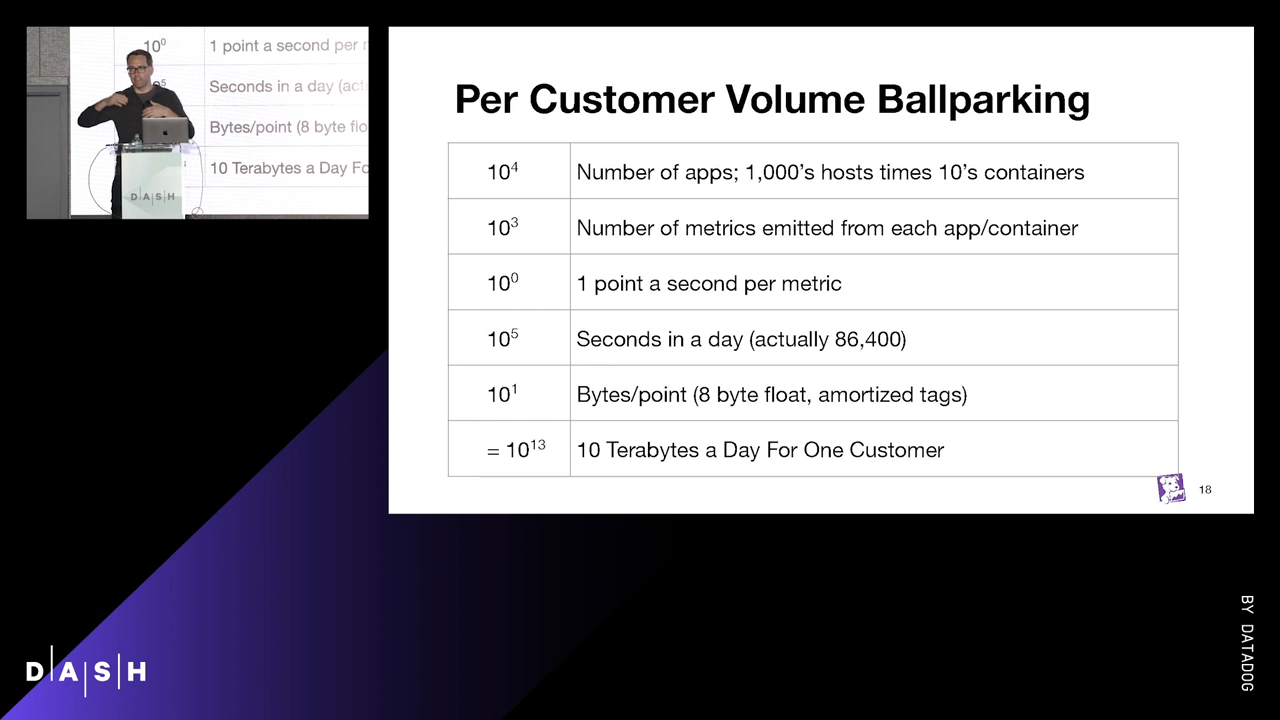 10⁰ 1 point a second per
5 Seconds in a day (act
Bytes/point (8 byte flo
10 Terabytes a Day Fo
DASH
Per Customer Volume Ballparking
10⁴ Number of apps; 1,000’s hosts times 10’s containers
10³ Number of metrics emitted from each app/container
10⁰ 1 point a second per metric
10⁵ Seconds in a day (actually 86,400)
10¹ Bytes/point (8 byte float, amortized tags)
= 10¹³ 10 Terabytes a Day For One Customer
18
D|A|S|H
BY DATADOG